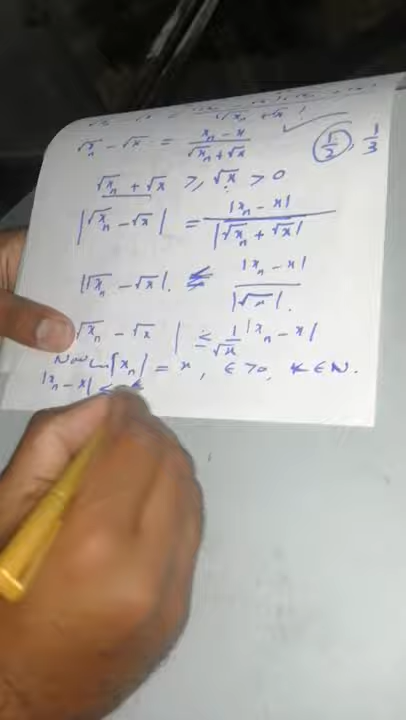 √xₙ - √x = (xₙ - x)/(√xₙ + √x) ✓ (1/2), 1/3
√xₙ + √x ≥ √x > 0
|√xₙ - √x| = |xₙ - x|/|√xₙ + √x|
|√xₙ - √x| ≤ |xₙ - x|/|√x|
√xₙ - √x | ≤ 1/√x |xₙ - x|
Now lim[xₙ] = x, ε > 0, K ∈ N.
|xₙ - x| <